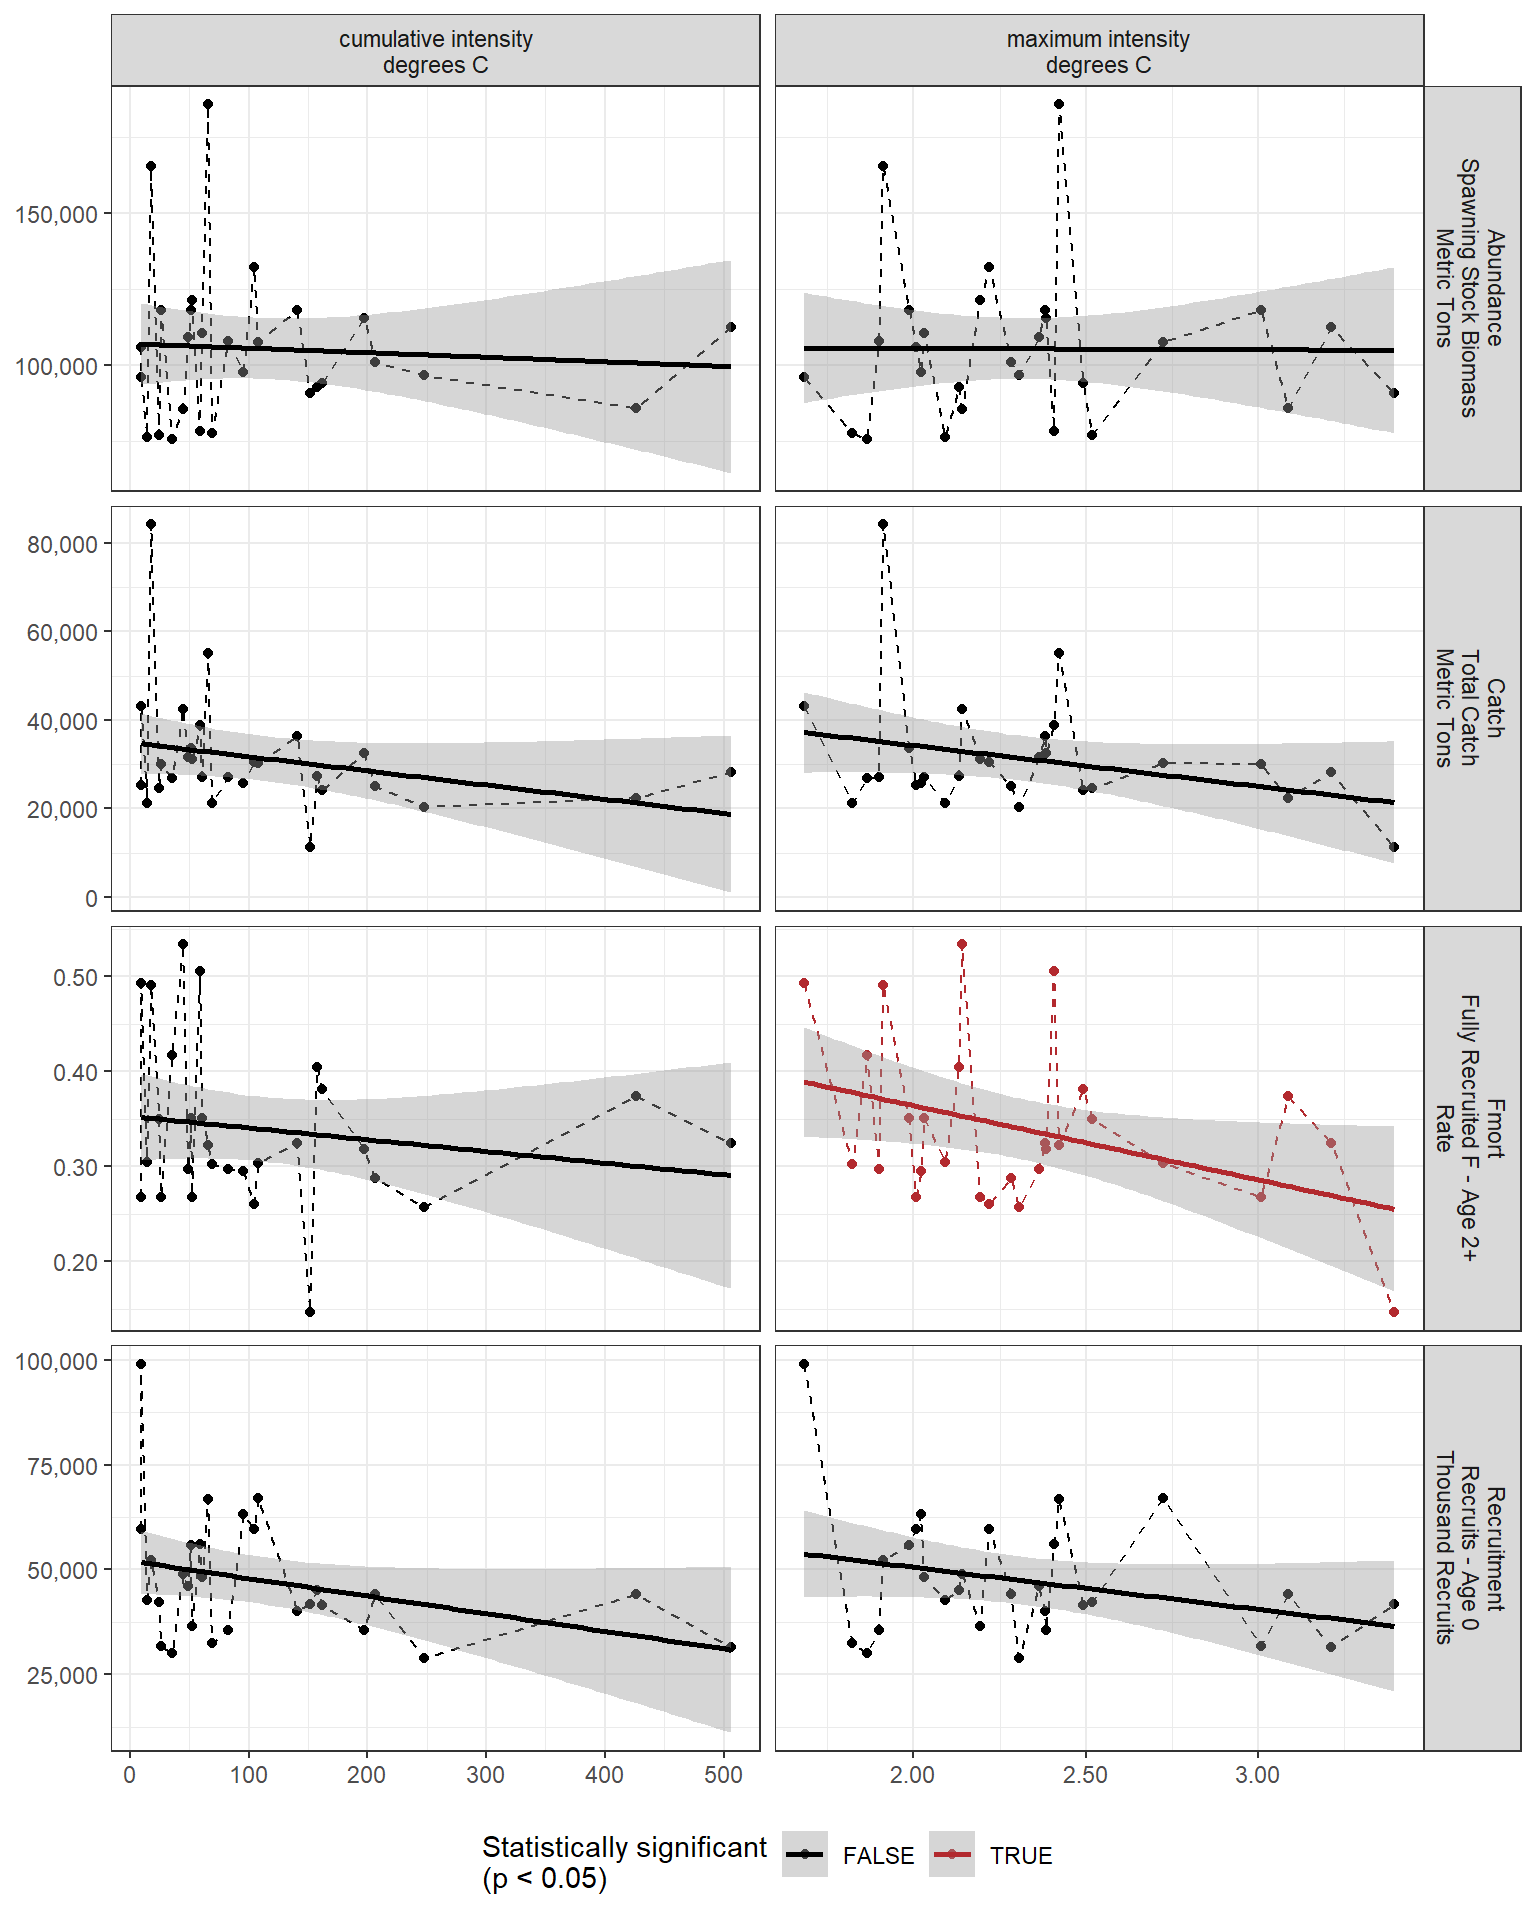 cumulative intensity
degrees C
maximum intensity
degrees C
150,000
100,000
Abundance
Spawning Stock Biomass
Metric Tons
80,000
60,000
40,000
20,000
0
Catch
Total Catch
Metric Tons
0.50
0.40
0.30
0.20
Fmort
Fully Recruited F - Age 2+
Rate
100,000
75,000
50,000
25,000
Recruitment
Recruits - Age 0
Thousand Recruits
0 100 200 300 400 500
2.00 2.50 3.00
Statistically significant
(p < 0.05)
FALSE
TRUE